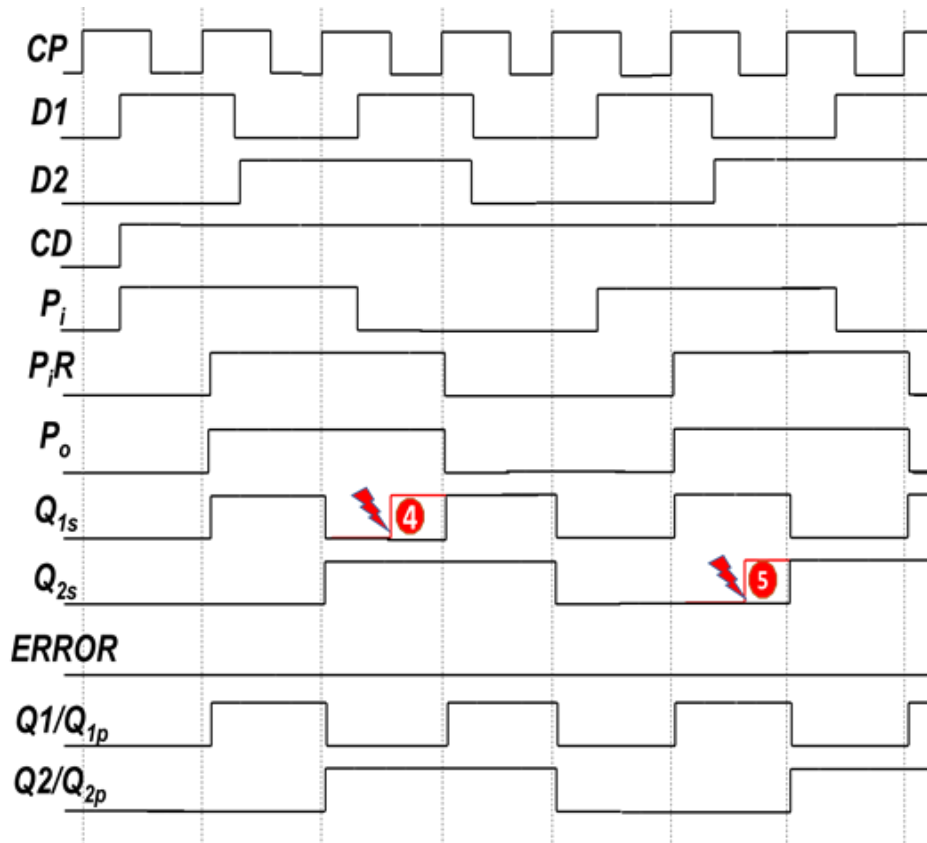 CP
D1
D2
CD
Pi
PiR
Po
Q1s
4
Q2s
5
ERROR
Q1/Q1p
Q2/Q2p